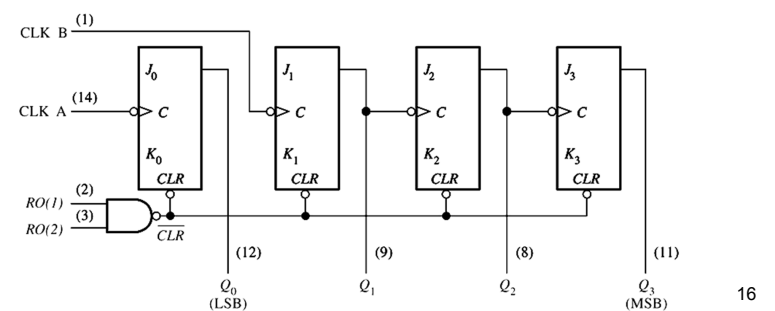 (1)
CLK B
J0
J1
J2
J3
(14)
CLK A
C
C
C
C
K0
K1
K2
K3
CLR
CLR
CLR
CLR
(2)
RO(1)
(3)
RO(2)
CLR
(12)
(9)
(8)
(11)
Q0
Q1
Q2
Q3
(LSB)
(MSB)
16